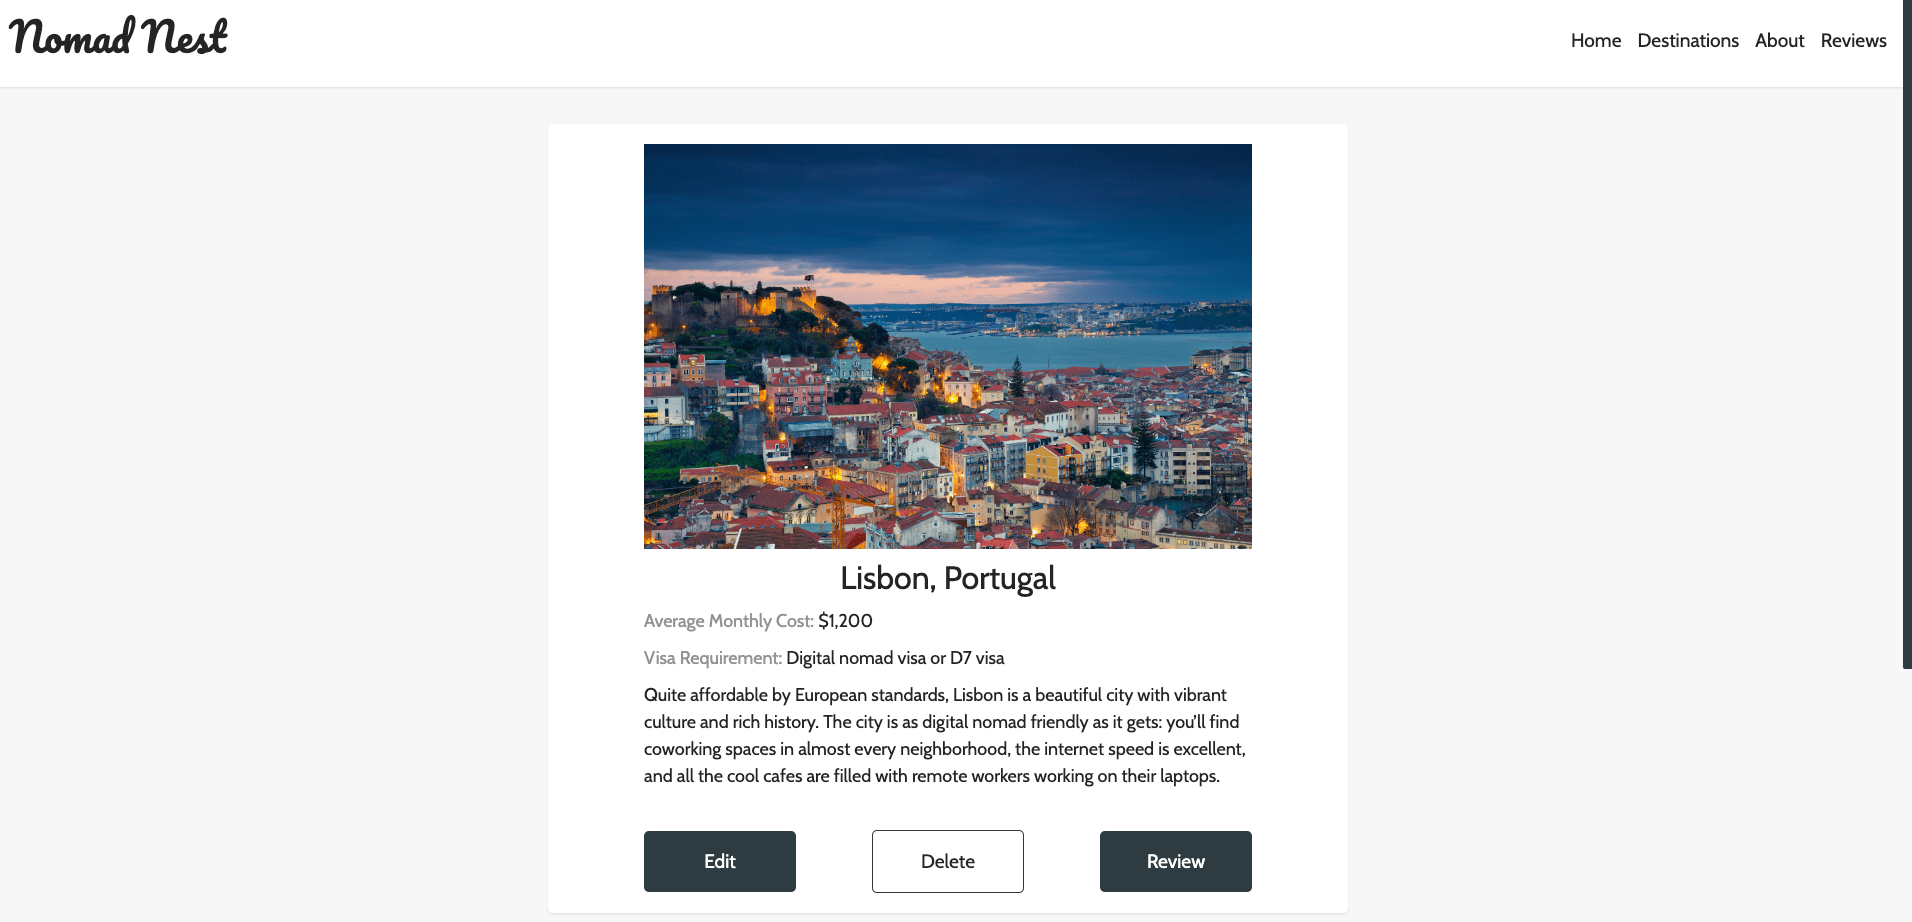 Nomad Nest
Home Destinations About Reviews
Lisbon, Portugal
Average Monthly Cost: $1,200
Visa Requirement: Digital nomad visa or D7 visa
Quite affordable by European standards, Lisbon is a beautiful city with vibrant
culture and rich history. The city is as digital nomad friendly as it gets: you’ll find
coworking spaces in almost every neighborhood, the internet speed is excellent,
and all the cool cafes are filled with remote workers working on their laptops.
Edit Delete Review